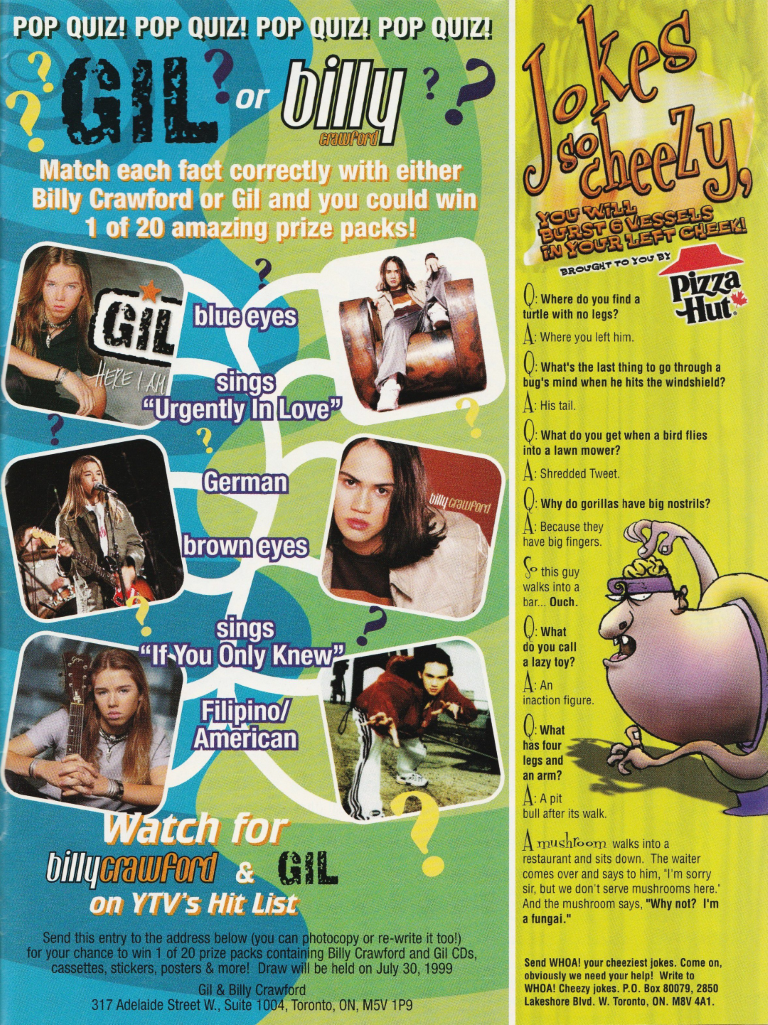 POP QUIZ! POP QUIZ! POP QUIZ! POP QUIZ!
GIL or billy
crawford
Match each fact correctly with either
Billy Crawford or Gil and you could win
1 of 20 amazing prize packs!
GIL
HERE I AM
blue eyes
sings
“Urgently In Love”
German
billy crawford
brown eyes
sings
“If You Only Knew”
Filipino/
American
Watch for
billycrawford & GIL
on YTV's Hit List
Send this entry to the address below (you can photocopy or re-write it too!)
for your chance to win 1 of 20 prize packs containing Billy Crawford and Gil CDs,
cassettes, stickers, posters & more! Draw will be held on July 30, 1999
Gil & Billy Crawford
317 Adelaide Street W., Suite 1004, Toronto, ON, M5V 1P9
Jokes
so
cheezy,
YOU WILL
BURST 6 VESSELS
IN YOUR LEFT CHEEK!
BROUGHT TO YOU BY
Pizza
Hut
Q: Where do you find a
turtle with no legs?
A: Where you left him.
Q: What's the last thing to go through a
bug's mind when he hits the windshield?
A: His tail.
Q: What do you get when a bird flies
into a lawn mower?
A: Shredded Tweet.
Q: Why do gorillas have big nostrils?
A: Because they
have big fingers.
So this guy
walks into a
bar... Ouch.
Q: What
do you call
a lazy toy?
A: An
inaction figure.
Q: What
has four
legs and
an arm?
A: A pit
bull after its walk.
A mushroom walks into a
restaurant and sits down. The waiter
comes over and says to him, "I'm sorry
sir, but we don't serve mushrooms here."
And the mushroom says, "Why not? I'm
a fungai."
Send WHOA! your cheeziest jokes. Come on,
obviously we need your help! Write to
WHOA! Cheezy jokes. P.O. Box 80079, 2850
Lakeshore Blvd. W. Toronto, ON. M8V 4A1.